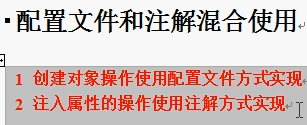 配置文件和注解混合使用
1 创建对象操作使用配置文件方式实现
2 注入属性的操作使用注解方式实现